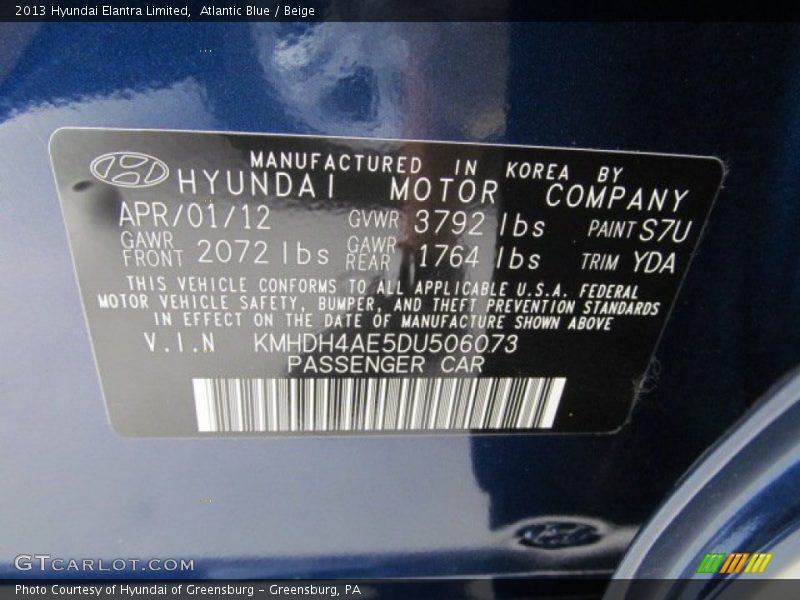 2013 Hyundai Elantra Limited,  Atlantic Blue / Beige
MANUFACTURED IN KOREA BY
HYUNDAI MOTOR COMPANY
APR/01/12 GVWR 3792 lbs PAINT S7U
GAWR FRONT 2072 lbs GAWR REAR 1764 lbs TRIM YDA
THIS VEHICLE CONFORMS TO ALL APPLICABLE U.S.A. FEDERAL
MOTOR VEHICLE SAFETY, BUMPER, AND THEFT PREVENTION STANDARDS
IN EFFECT ON THE DATE OF MANUFACTURE SHOWN ABOVE
V.I.N KMHDH4AE5DU506073
PASSENGER CAR
GTCARLOT.COM
Photo Courtesy of Hyundai of Greensburg - Greensburg, PA